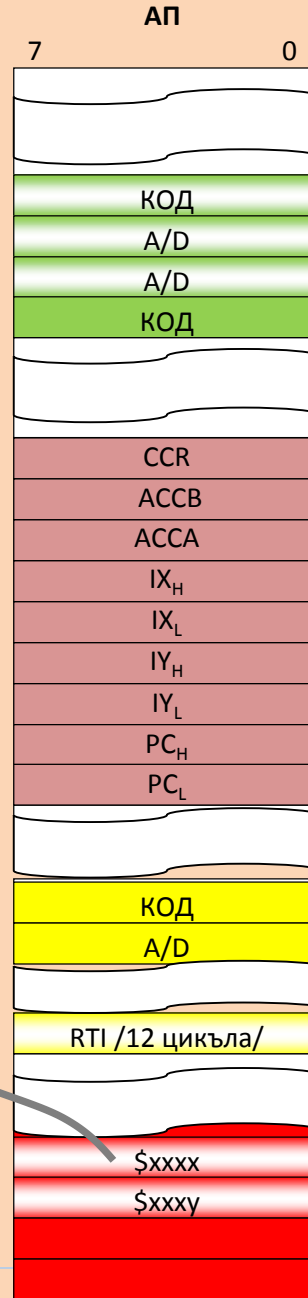 АП
7 0
КОД
A/D
A/D
КОД
CCR
ACCB
ACCA
IXH
IXL
IYH
IYL
PCH
PCL
КОД
A/D
RTI /12 цикъла/
$xxxx
$xxxy